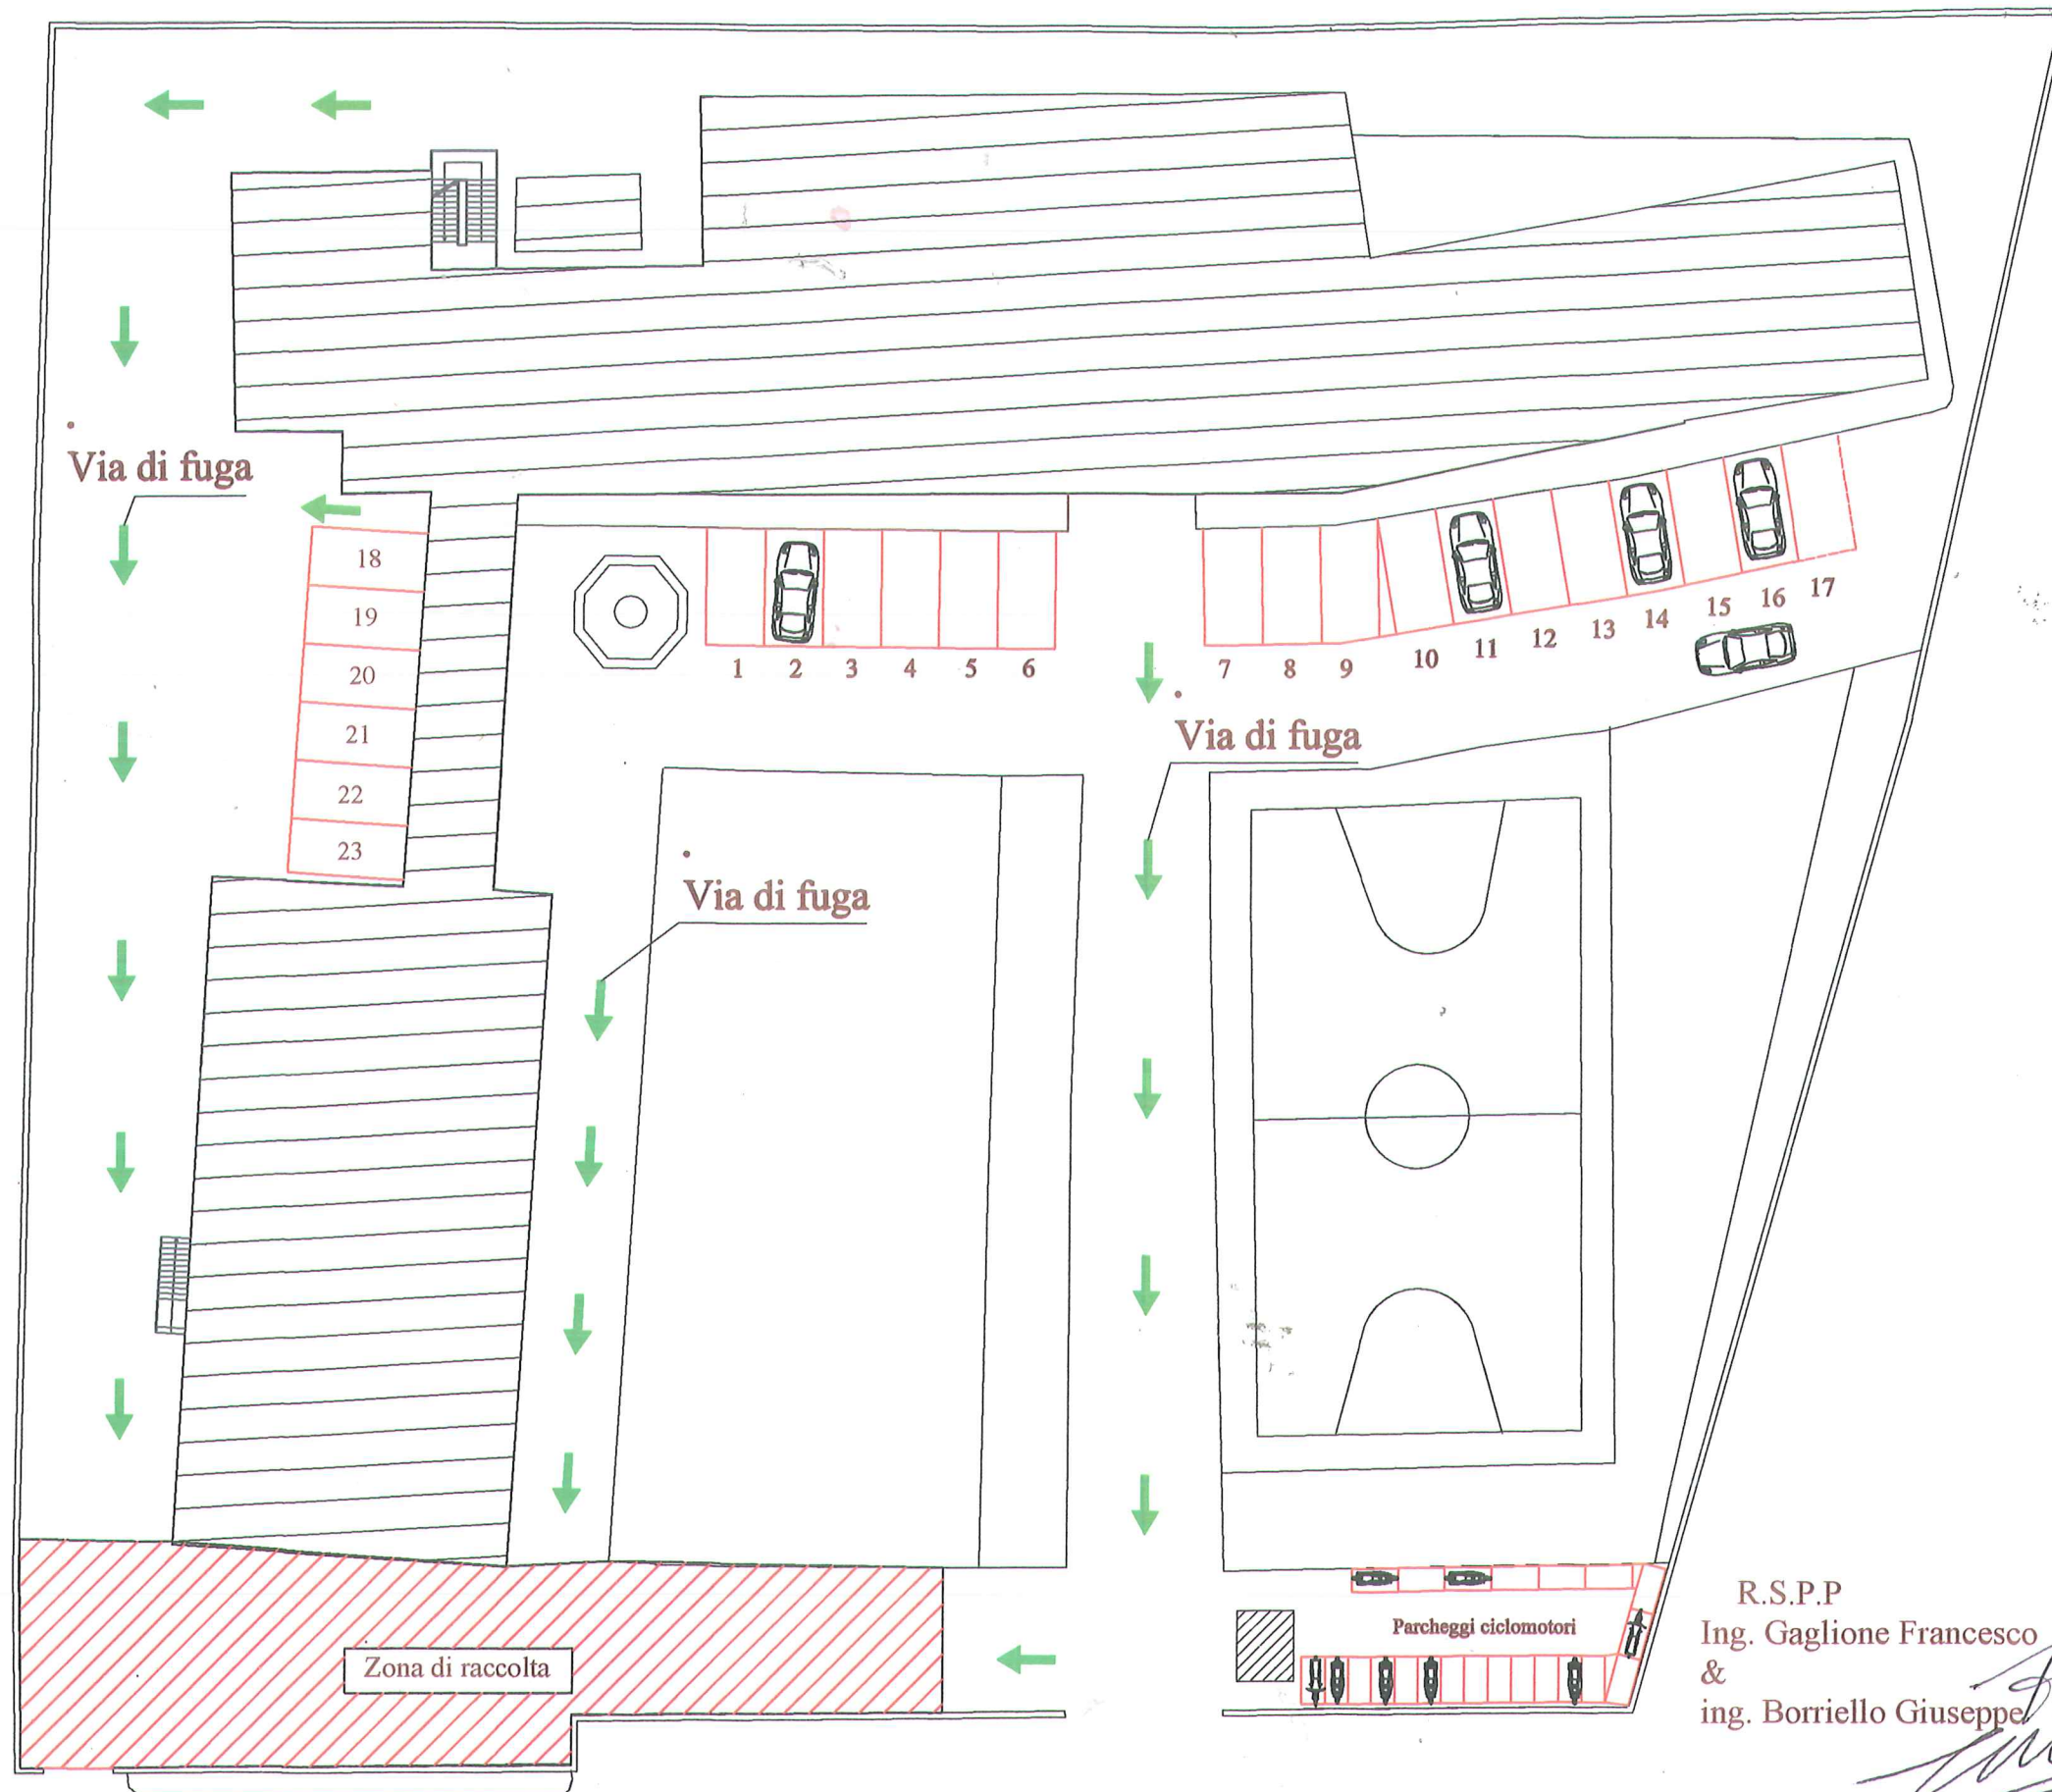 Via di fuga
18
19
20
21
22
23
1 2 3 4 5 6
7 8 9 10 11 12 13 14 15 16 17
Via di fuga
Via di fuga
Zona di raccolta
Parcheggi ciclomotori
R.S.P.P
Ing. Gaglione Francesco
&
ing. Borriello Giuseppe